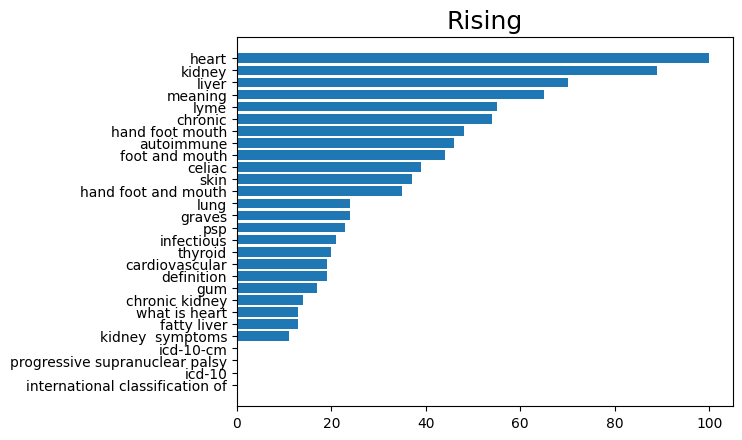 Rising
heart
kidney
liver
meaning
lyme
chronic
hand foot mouth
autoimmune
foot and mouth
celiac
skin
hand foot and mouth
lung
graves
psp
infectious
thyroid
cardiovascular
definition
gum
chronic kidney
what is heart
fatty liver
kidney  symptoms
icd-10-cm
progressive supranuclear palsy
icd-10
international classification of
0 20 40 60 80 100